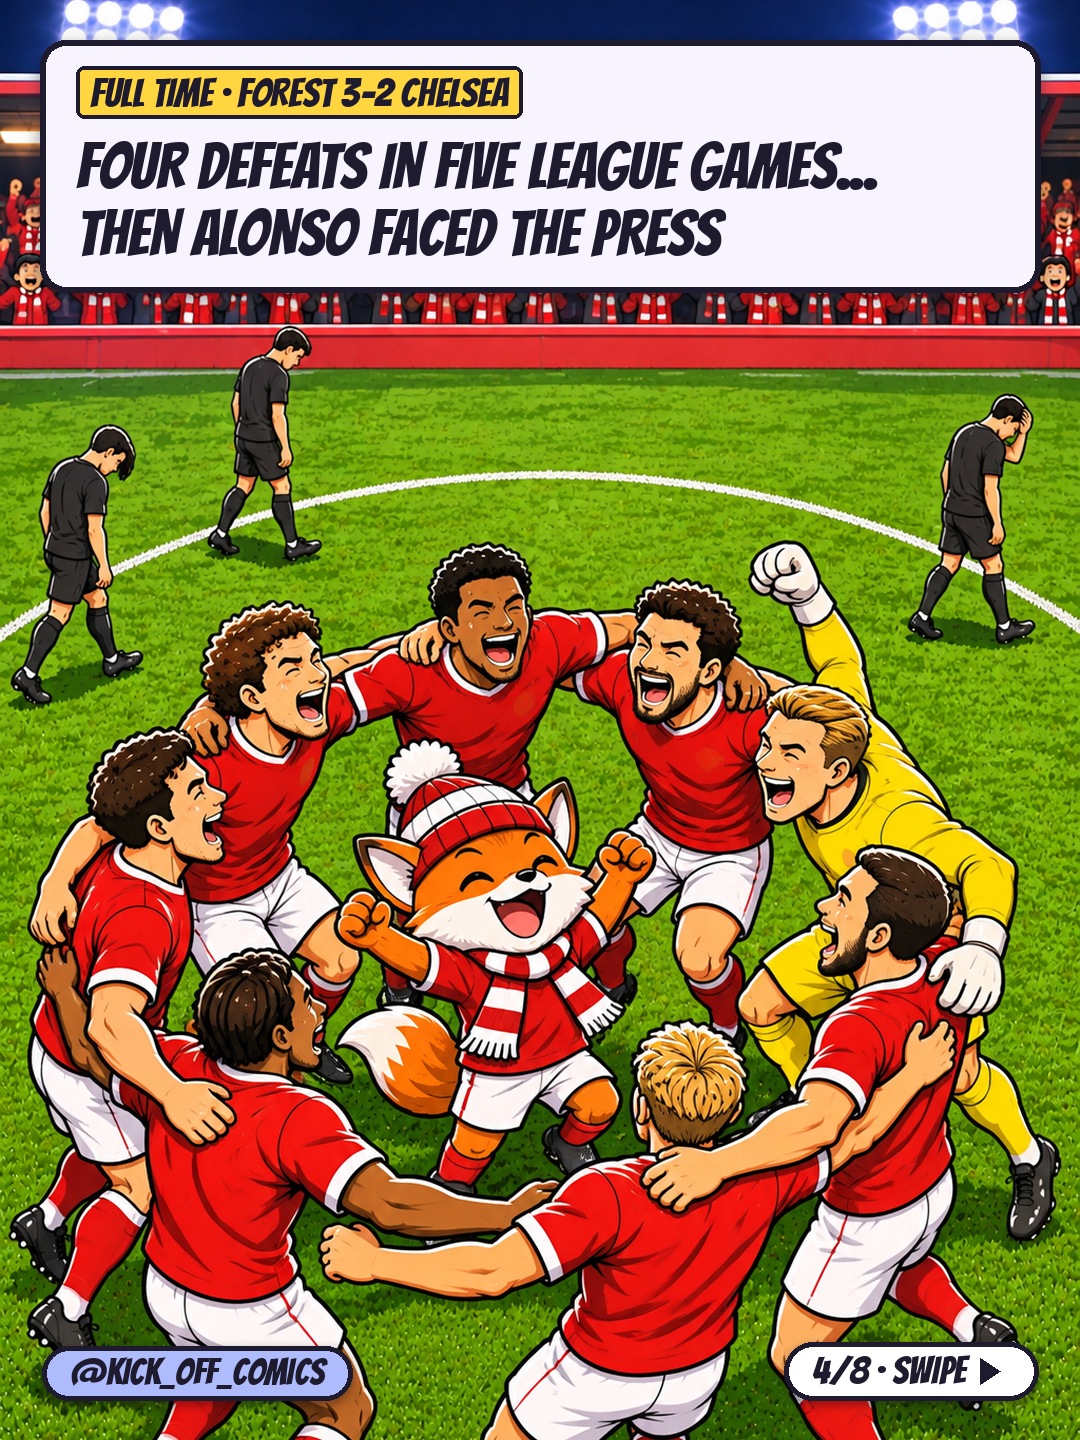 FULL TIME • FOREST 3-2 CHELSEA
FOUR DEFEATS IN FIVE LEAGUE GAMES...
THEN ALONSO FACED THE PRESS
@KICK_OFF_COMICS
4/8 • SWIPE ▶